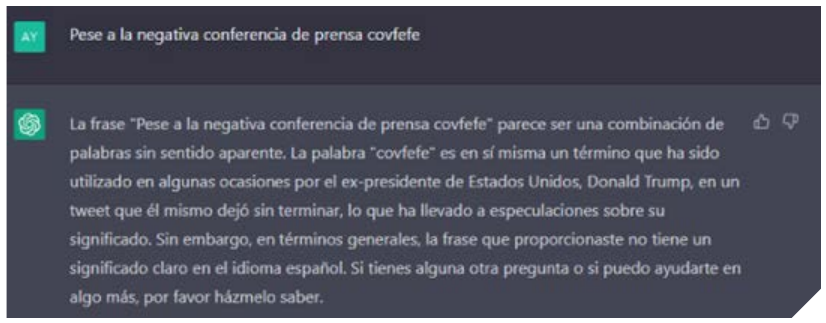 AY
Pese a la negativa conferencia de prensa covfefe
La frase "Pese a la negativa conferencia de prensa covfefe" parece ser una combinación de
palabras sin sentido aparente. La palabra "covfefe" es en sí misma un término que ha sido
utilizado en algunas ocasiones por el ex-presidente de Estados Unidos, Donald Trump, en un
tweet que él mismo dejó sin terminar, lo que ha llevado a especulaciones sobre su
significado. Sin embargo, en términos generales, la frase que proporcionaste no tiene un
significado claro en el idioma español. Si tienes alguna otra pregunta o si puedo ayudarte en
algo más, por favor házmelo saber.